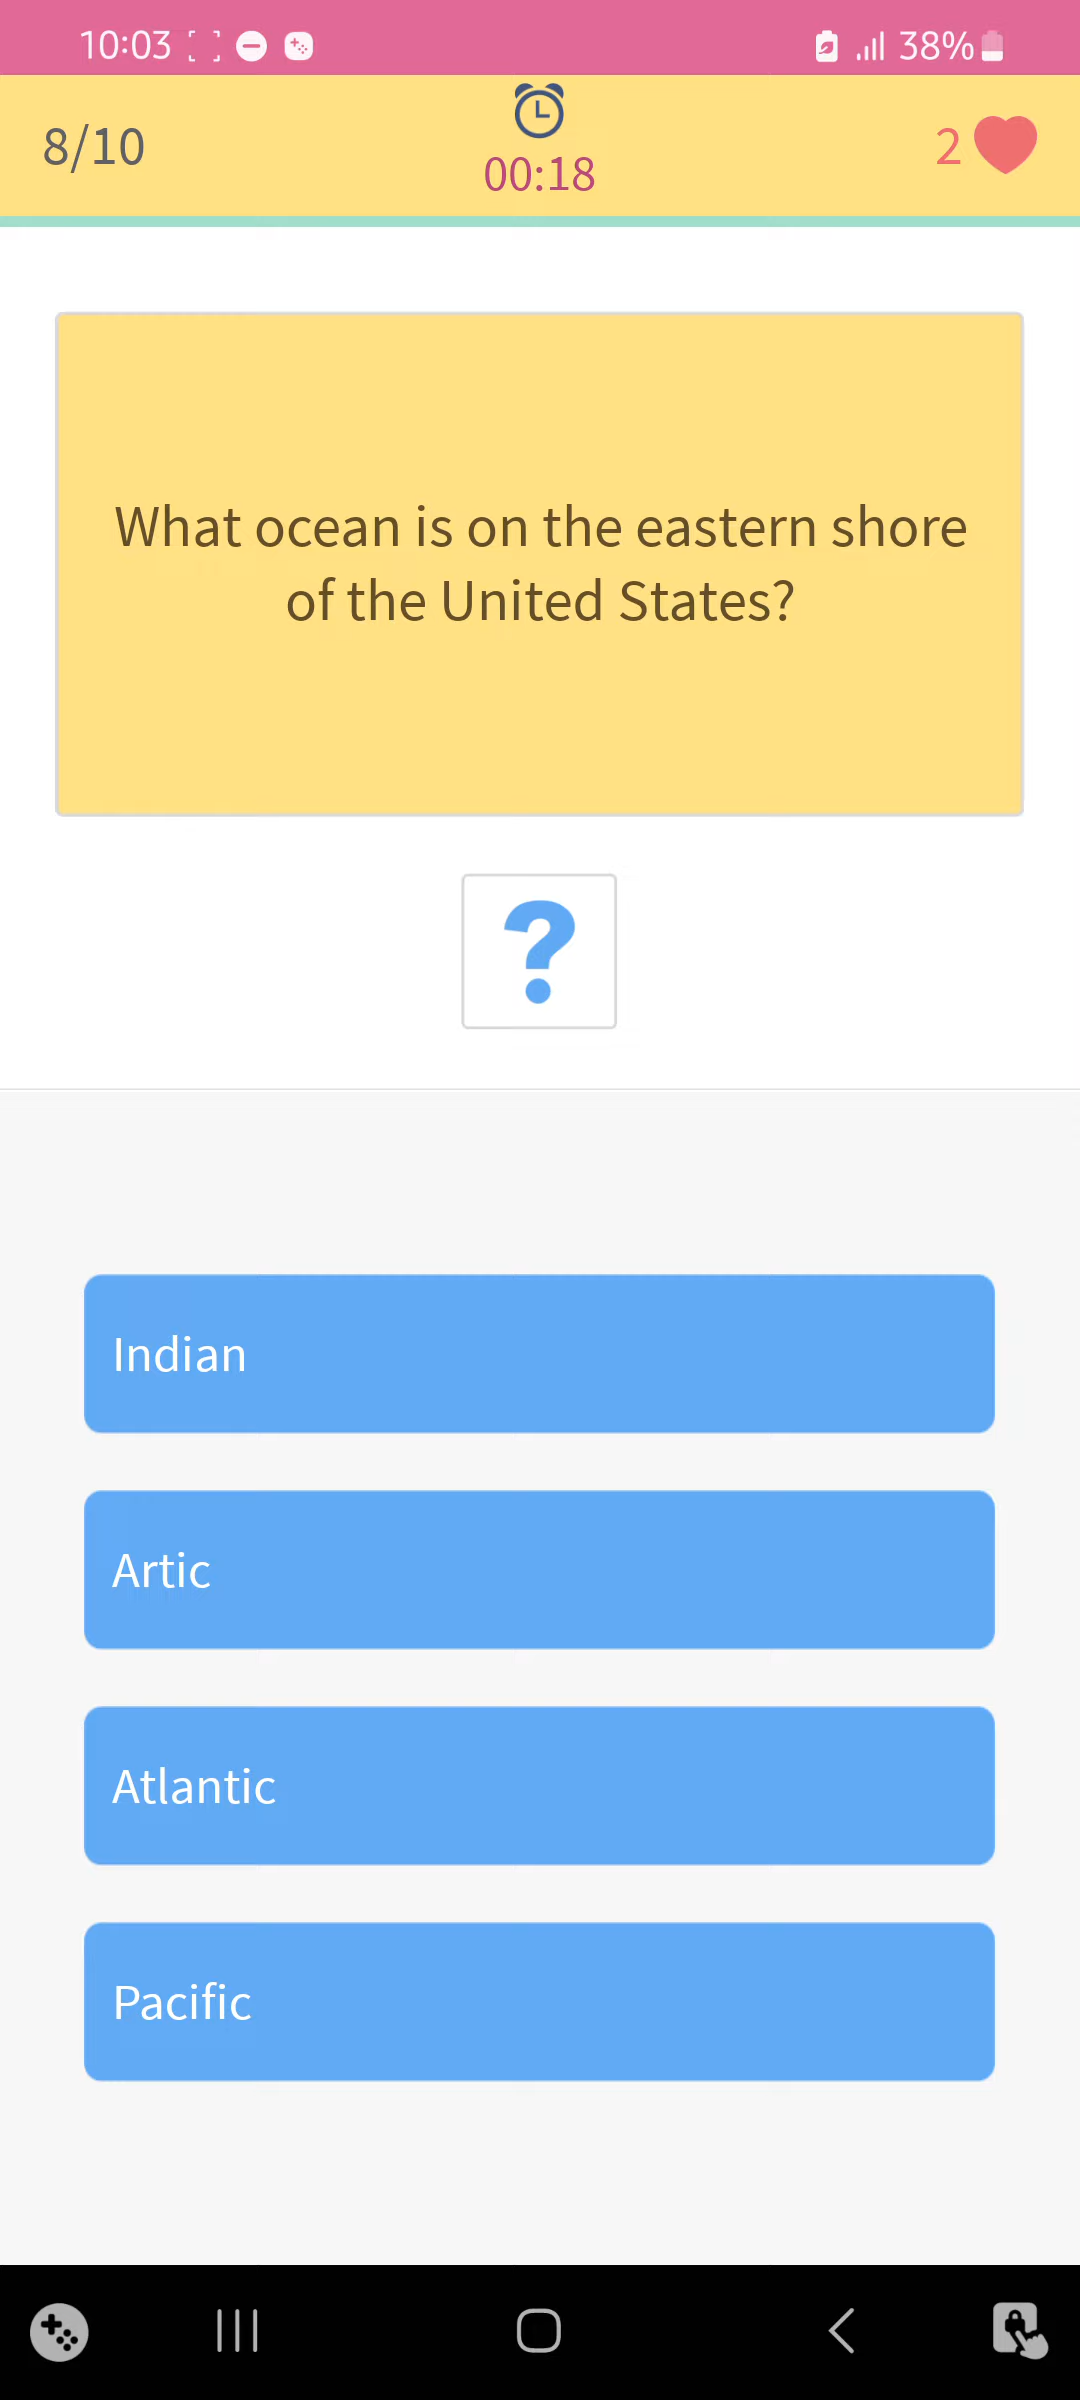 10:03 38%
8/10
00:18
2
What ocean is on the eastern shore
of the United States?
?
Indian
Artic
Atlantic
Pacific